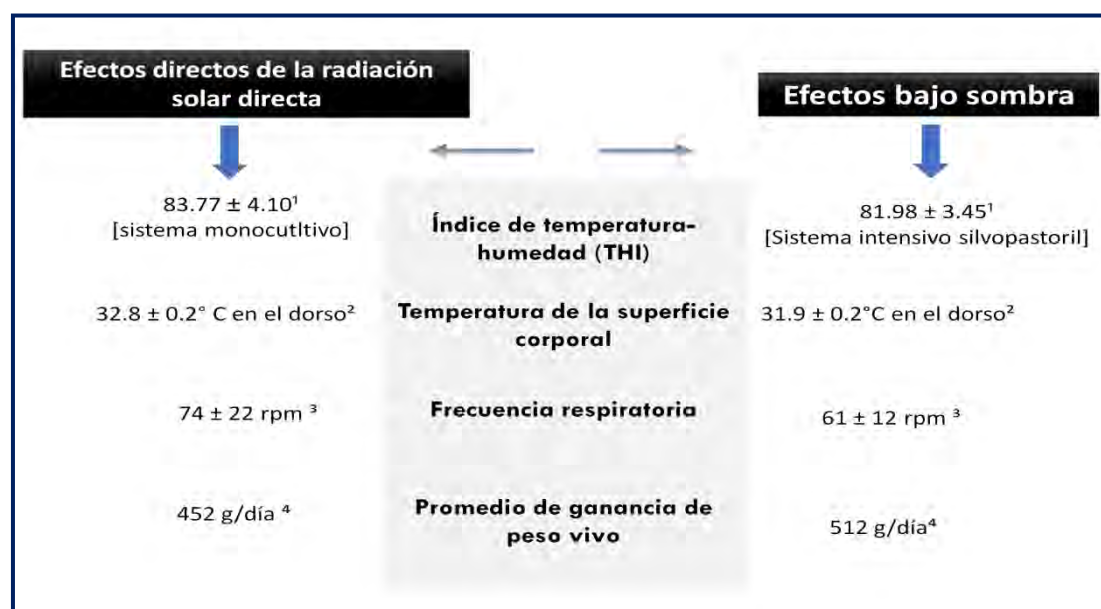 Efectos directos de la radiación
solar directa
Efectos bajo sombra
83.77 ± 4.10¹
[sistema monocutltivo]
Índice de temperatura-
humedad (THI)
81.98 ± 3.45¹
[Sistema intensivo silvopastoril]
32.8 ± 0.2° C en el dorso²
Temperatura de la superficie
corporal
31.9 ± 0.2°C en el dorso²
74 ± 22 rpm ³
Frecuencia respiratoria
61 ± 12 rpm ³
452 g/día ⁴
Promedio de ganancia de
peso vivo
512 g/día⁴